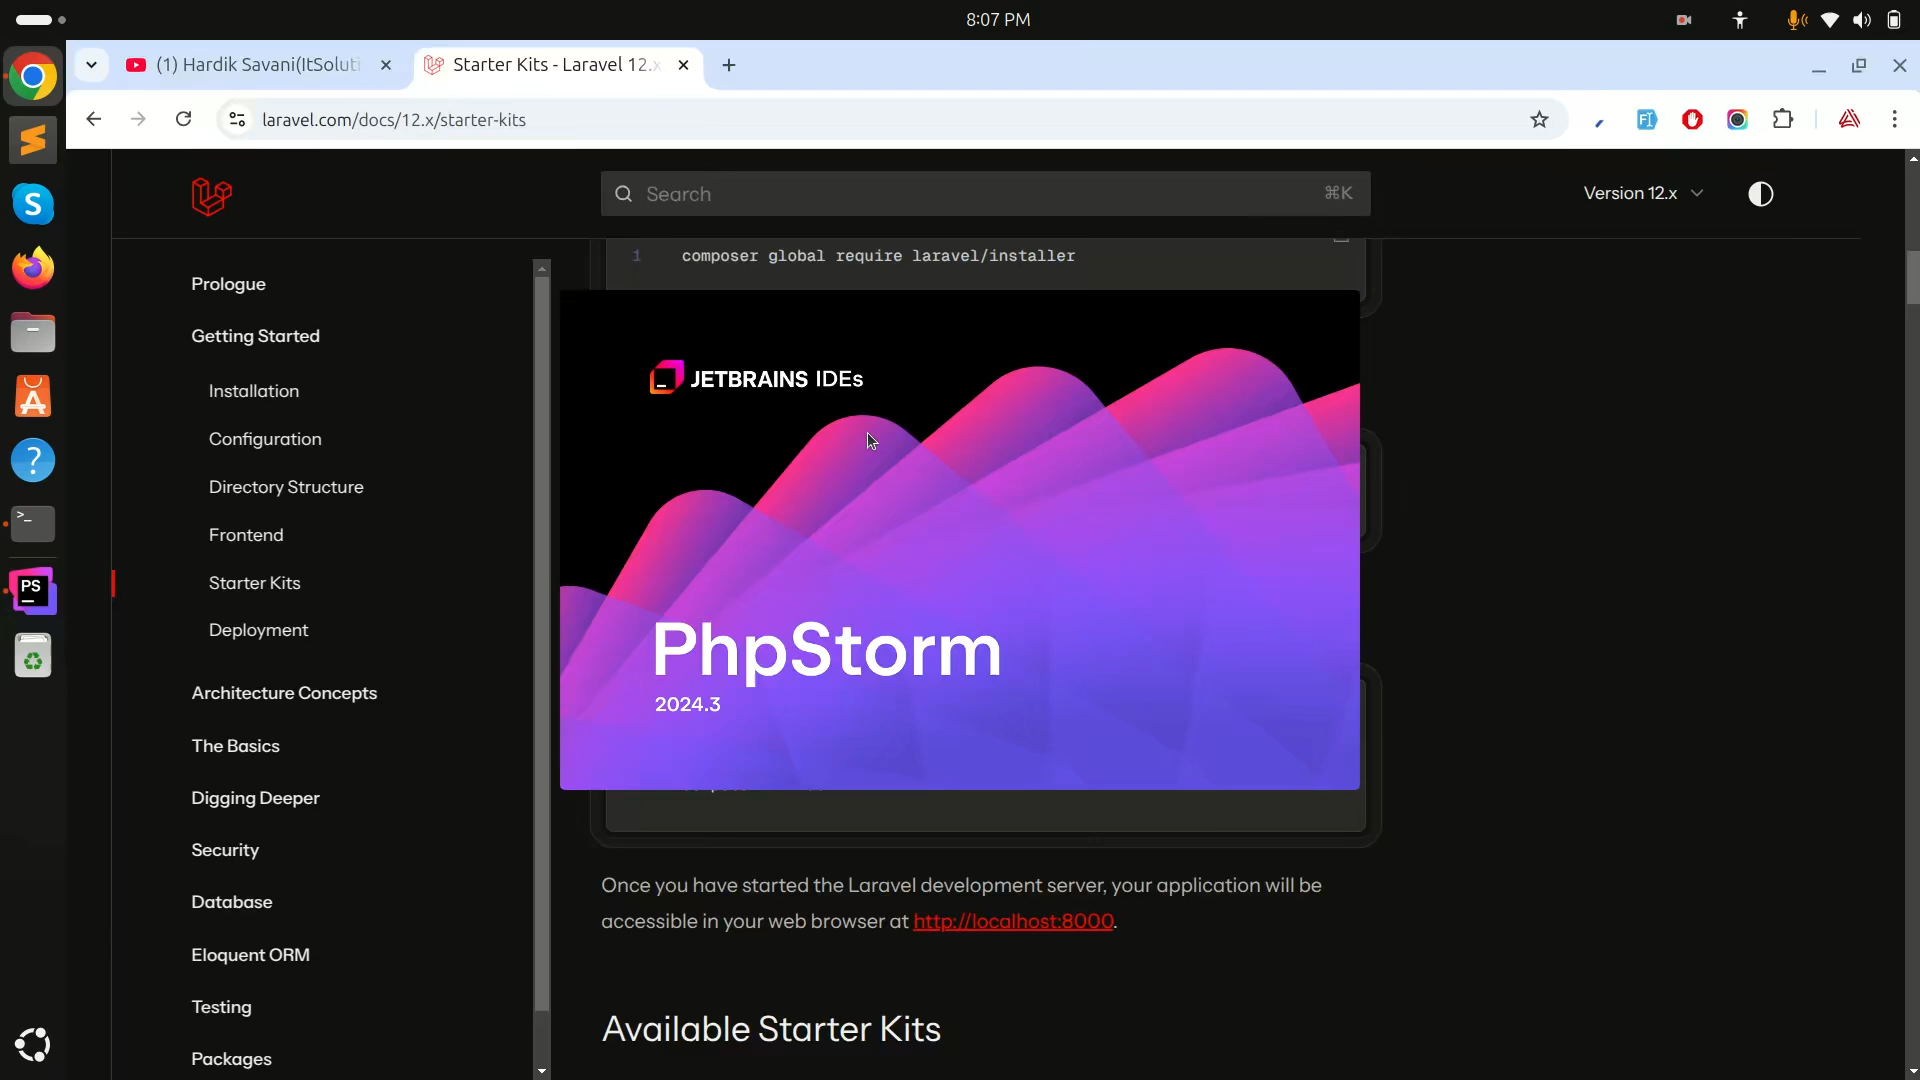 8:07 PM
(1) Hardik Savani(ItSoluti
Starter Kits - Laravel 12.x
laravel.com/docs/12.x/starter-kits
Search
⌘K
Version 12.x
1 composer global require laravel/installer
Prologue
Getting Started
Installation
Configuration
Directory Structure
Frontend
Starter Kits
Deployment
Architecture Concepts
The Basics
Digging Deeper
Security
Database
Eloquent ORM
Testing
Packages
JETBRAINS IDEs
PhpStorm
2024.3
Once you have started the Laravel development server, your application will be
accessible in your web browser at http://localhost:8000.
Available Starter Kits
S
FI
?
>_
PS